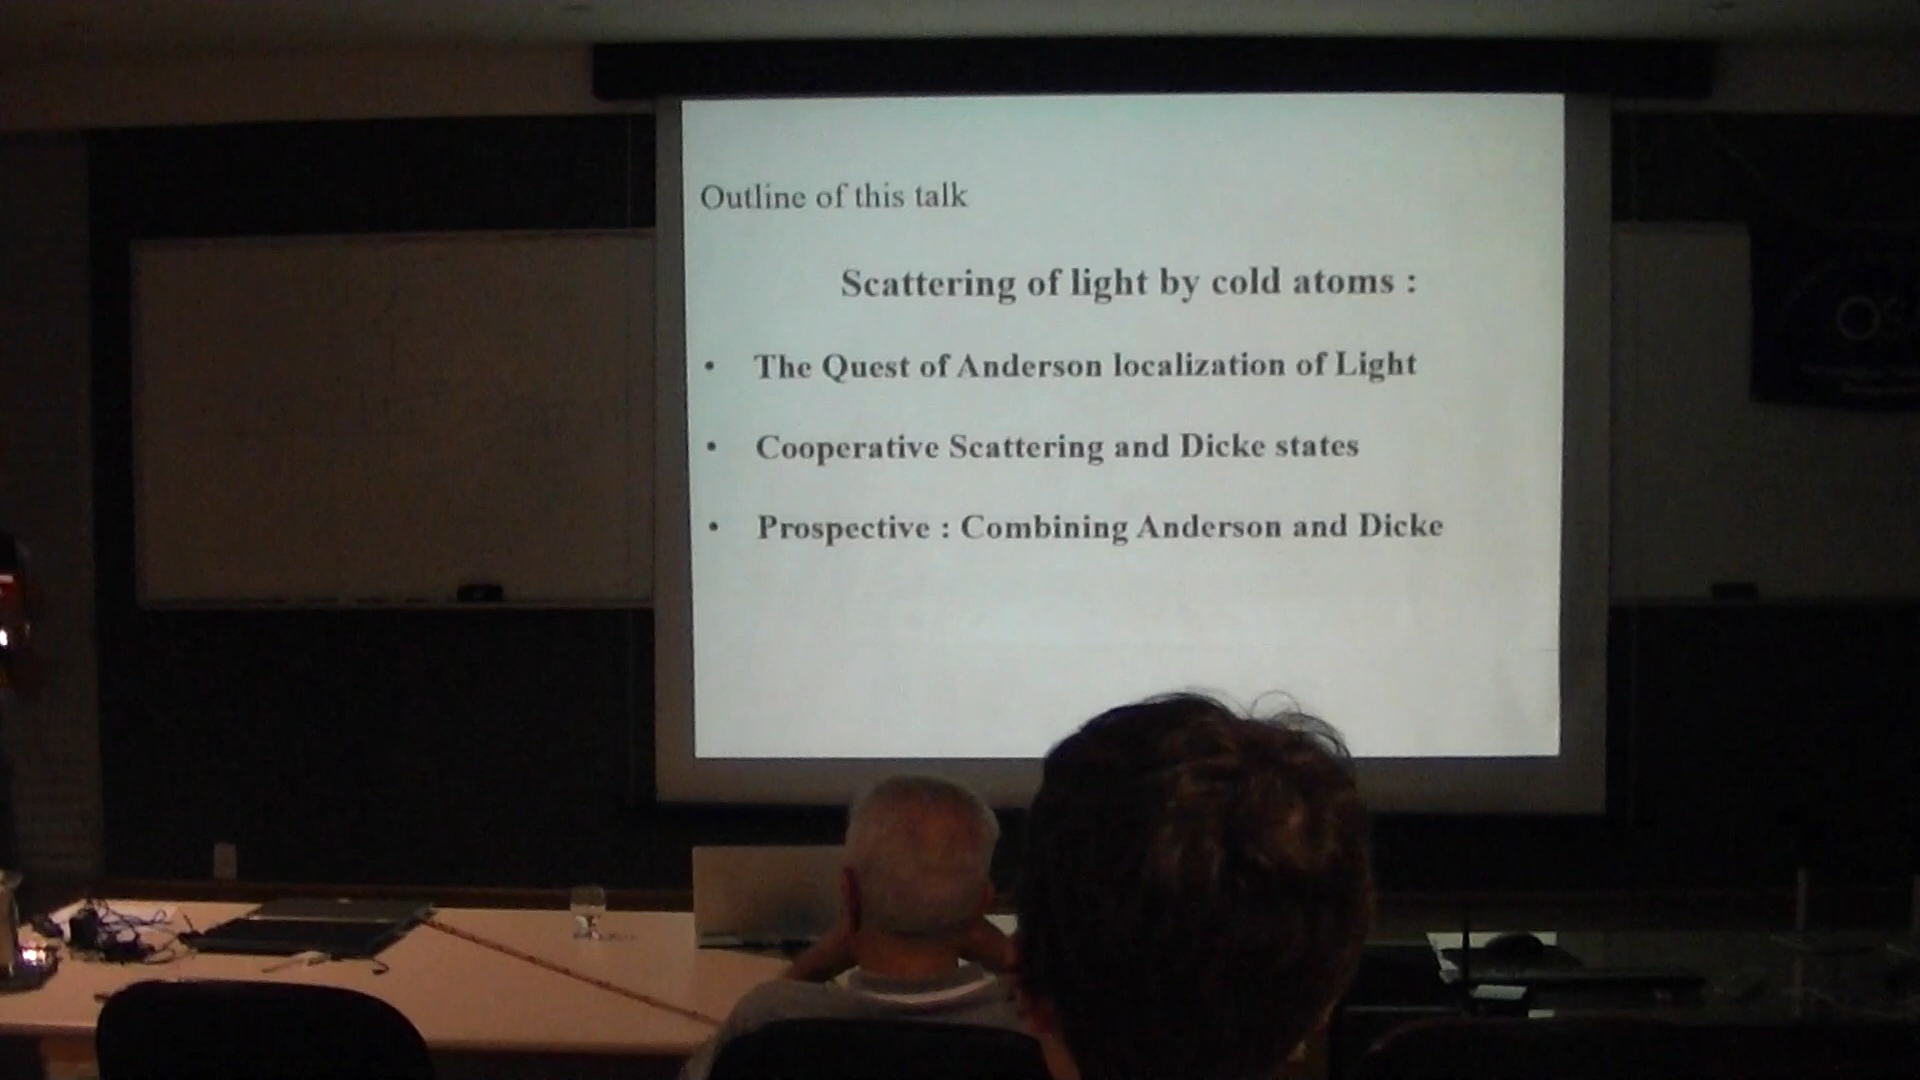 Outline of this talk
Scattering of light by cold atoms :
• The Quest of Anderson localization of Light
• Cooperative Scattering and Dicke states
• Prospective : Combining Anderson and Dicke